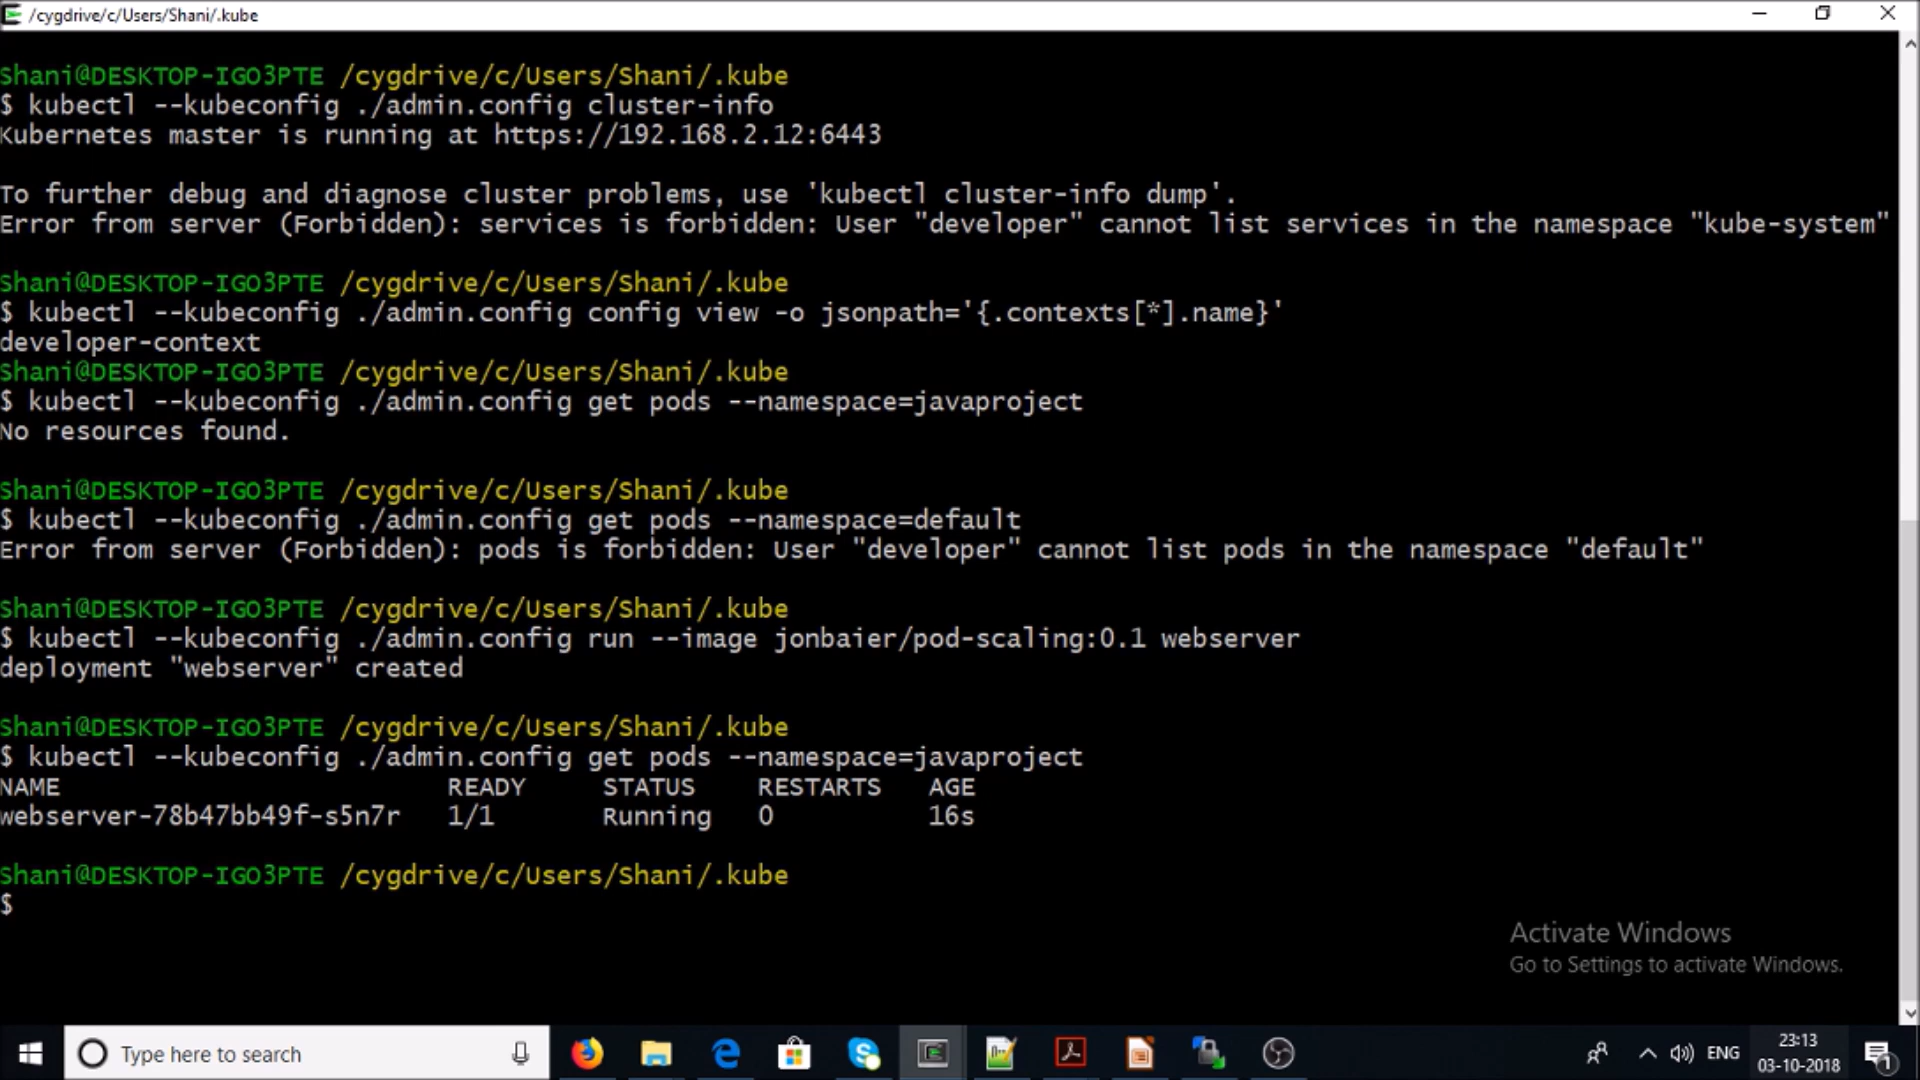 /cygdrive/c/Users/Shani/.kube
Shani@DESKTOP-IGO3PTE /cygdrive/c/Users/Shani/.kube
$ kubectl --kubeconfig ./admin.config cluster-info
Kubernetes master is running at https://192.168.2.12:6443
To further debug and diagnose cluster problems, use 'kubectl cluster-info dump'.
Error from server (Forbidden): services is forbidden: User "developer" cannot list services in the namespace "kube-system"
Shani@DESKTOP-IGO3PTE /cygdrive/c/Users/Shani/.kube
$ kubectl --kubeconfig ./admin.config config view -o jsonpath='{.contexts[*].name}'
developer-context
Shani@DESKTOP-IGO3PTE /cygdrive/c/Users/Shani/.kube
$ kubectl --kubeconfig ./admin.config get pods --namespace=javaproject
No resources found.
Shani@DESKTOP-IGO3PTE /cygdrive/c/Users/Shani/.kube
$ kubectl --kubeconfig ./admin.config get pods --namespace=default
Error from server (Forbidden): pods is forbidden: User "developer" cannot list pods in the namespace "default"
Shani@DESKTOP-IGO3PTE /cygdrive/c/Users/Shani/.kube
$ kubectl --kubeconfig ./admin.config run --image jonbaier/pod-scaling:0.1 webserver
deployment "webserver" created
Shani@DESKTOP-IGO3PTE /cygdrive/c/Users/Shani/.kube
$ kubectl --kubeconfig ./admin.config get pods --namespace=javaproject
NAME READY STATUS RESTARTS AGE
webserver-78b47bb49f-s5n7r 1/1 Running 0 16s
Shani@DESKTOP-IGO3PTE /cygdrive/c/Users/Shani/.kube
$
Activate Windows
Go to Settings to activate Windows.
Type here to search
ENG
23:13
03-10-2018
1